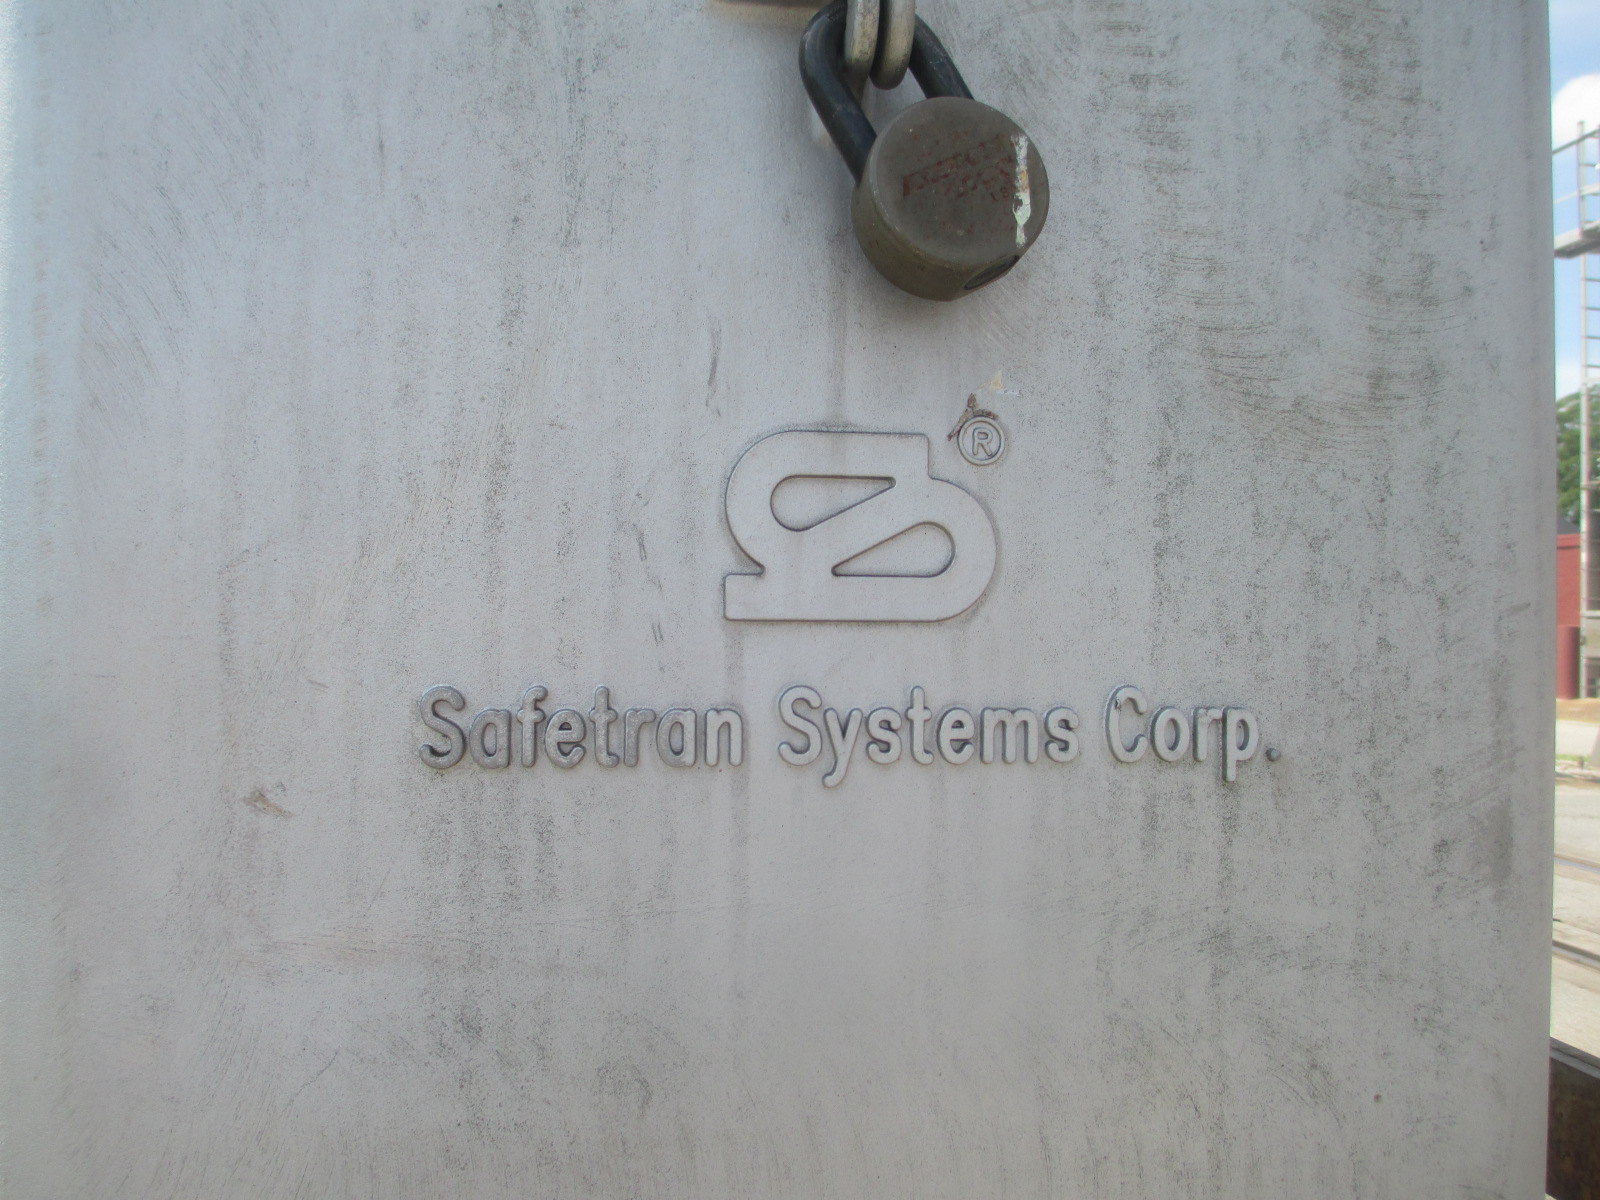 ®
Safetran Systems Corp.